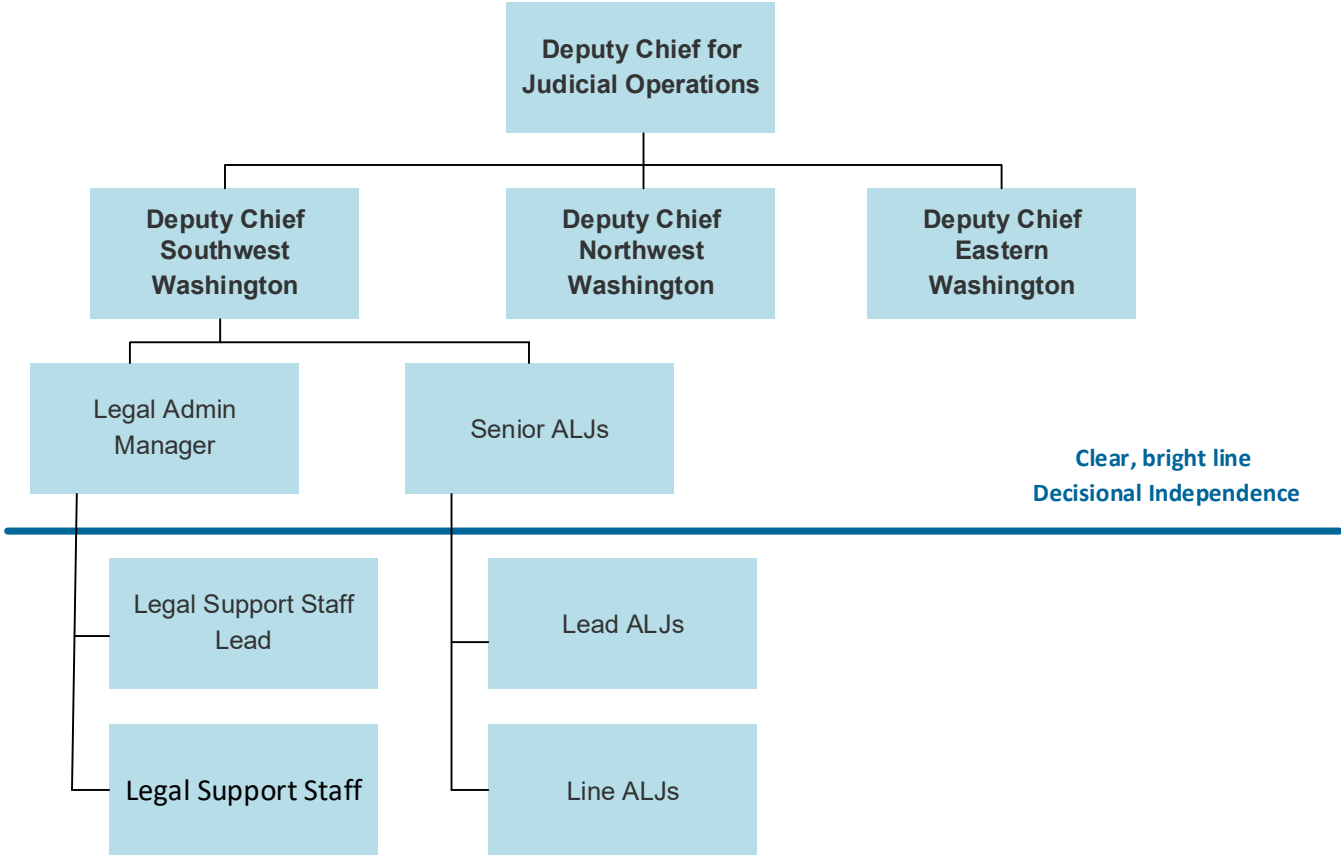 Deputy Chief for
Judicial Operations
Deputy Chief
Southwest
Washington
Deputy Chief
Northwest
Washington
Deputy Chief
Eastern
Washington
Legal Admin
Manager
Senior ALJs
Clear, bright line
Decisional Independence
Legal Support Staff
Lead
Lead ALJs
Legal Support Staff
Line ALJs